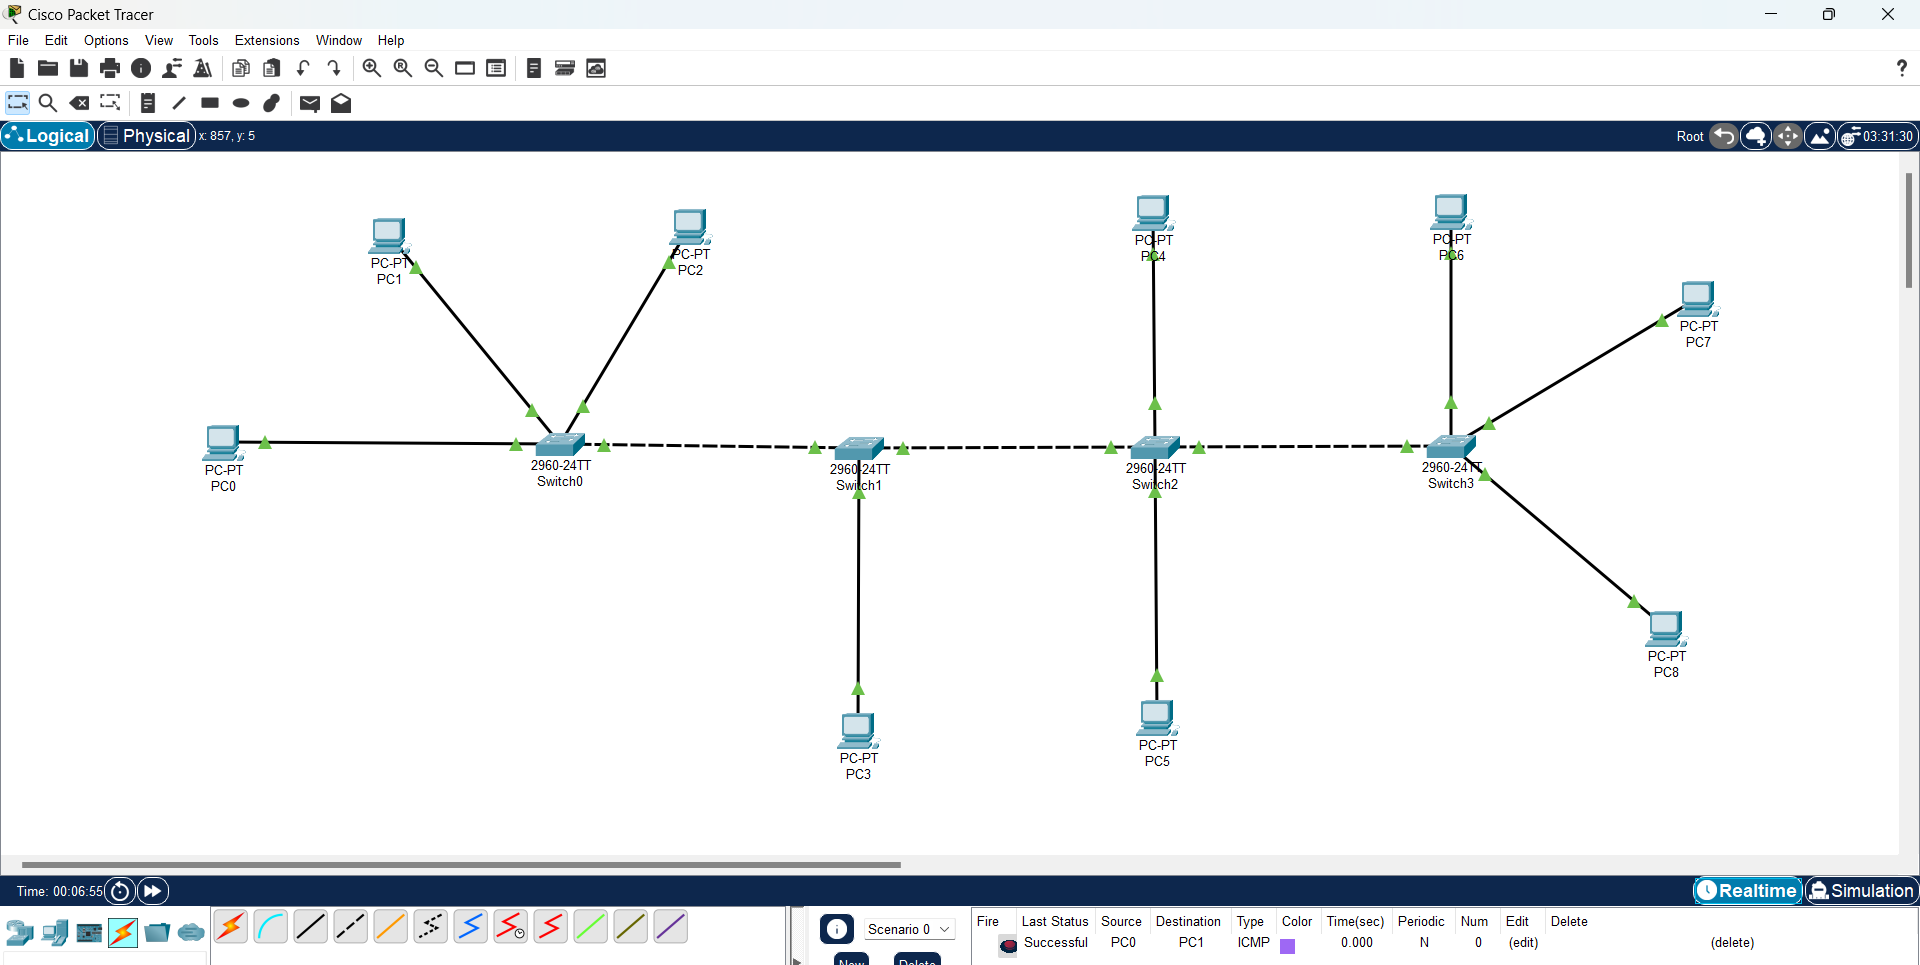 Cisco Packet Tracer
File Edit Options View Tools Extensions Window Help
?
Logical Physical x: 857, y: 5 Root 03:31:30
PC-PT
PC1
PC-PT
PC2
PC-PT
PC4
PC-PT
PC6
PC-PT
PC7
PC-PT
PC0
2960-24TT
Switch0
2960-24TT
Switch1
2960-24TT
Switch2
2960-24TT
Switch3
PC-PT
PC3
PC-PT
PC5
PC-PT
PC8
Time: 00:06:55 Realtime Simulation
Scenario 0
New Delete
Fire Last Status Source Destination Type Color Time(sec) Periodic Num Edit Delete
Successful PC0 PC1 ICMP 0.000 N 0 (edit) (delete)